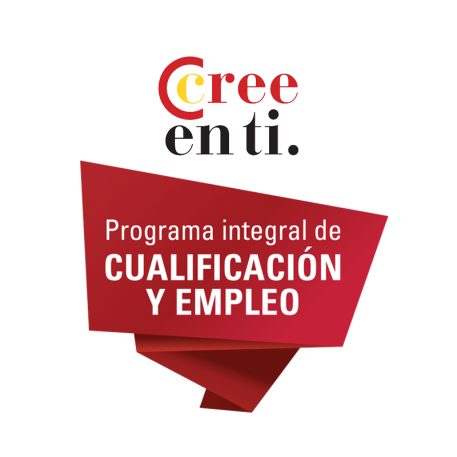 Ccree
en ti.
Programa integral de
CUALIFICACIÓN
Y EMPLEO